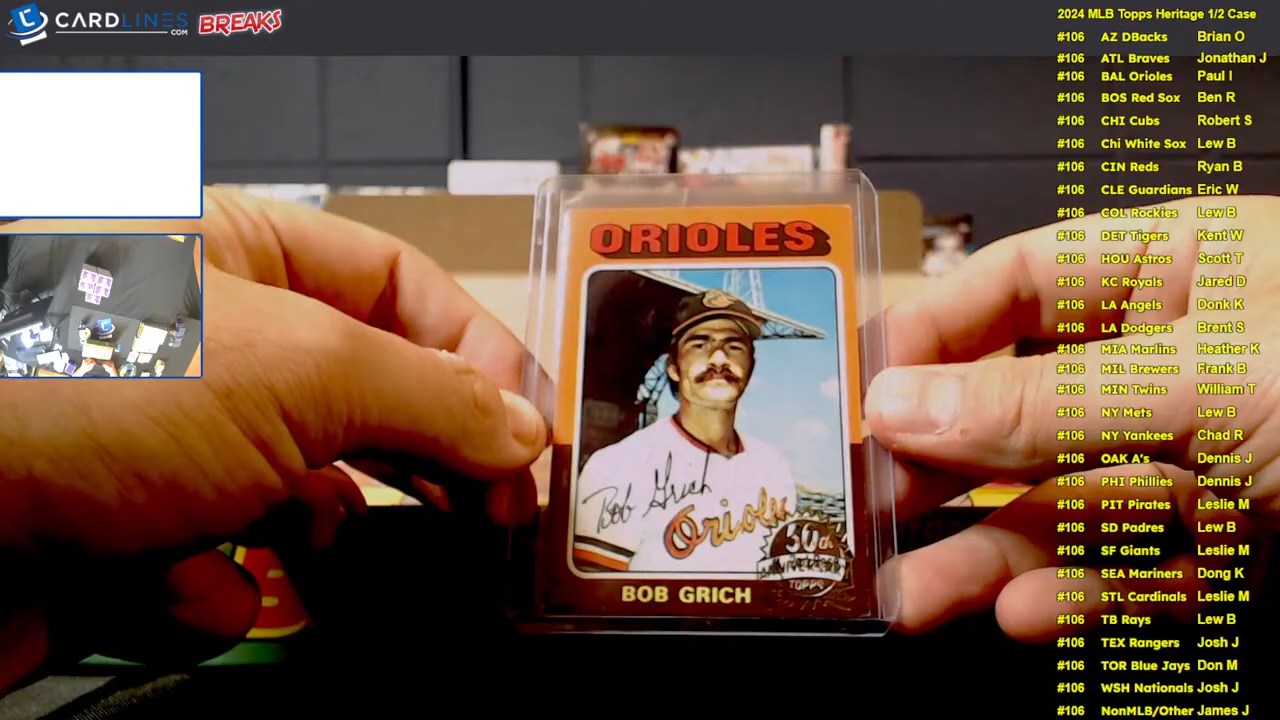 CARDLINES
.COM
BREAKS
2024 MLB Topps Heritage 1/2 Case
#106 AZ DBacks Brian O
#106 ATL Braves Jonathan J
#106 BAL Orioles Paul I
#106 BOS Red Sox Ben R
#106 CHI Cubs Robert S
#106 Chi White Sox Lew B
#106 CIN Reds Ryan B
#106 CLE Guardians Eric W
#106 COL Rockies Lew B
#106 DET Tigers Kent W
#106 HOU Astros Scott T
#106 KC Royals Jared D
#106 LA Angels Donk K
#106 LA Dodgers Brent S
#106 MIA Marlins Heather K
#106 MIL Brewers Frank B
#106 MIN Twins William T
#106 NY Mets Lew B
#106 NY Yankees Chad R
#106 OAK A's Dennis J
#106 PHI Phillies Dennis J
#106 PIT Pirates Leslie M
#106 SD Padres Lew B
#106 SF Giants Leslie M
#106 SEA Mariners Dong K
#106 STL Cardinals Leslie M
#106 TB Rays Lew B
#106 TEX Rangers Josh J
#106 TOR Blue Jays Don M
#106 WSH Nationals Josh J
#106 NonMLB/Other James J
ORIOLES
Bob Grich
Orioles
50th
ANNIVERSARY
TOPPS
BOB GRICH